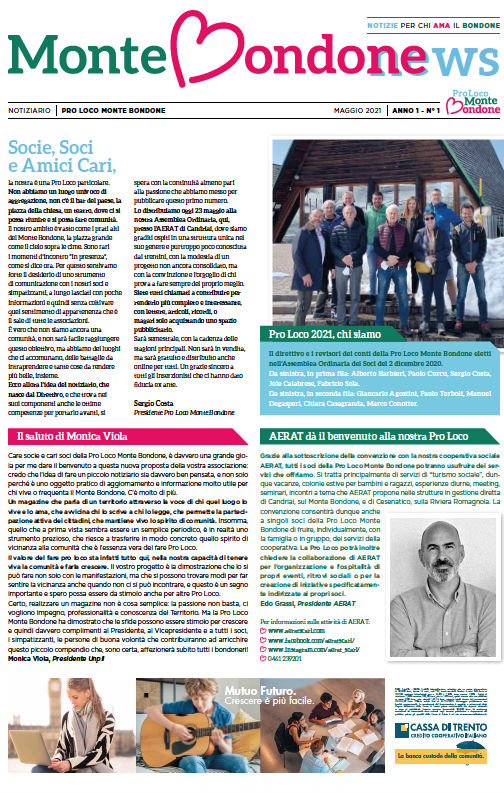 NOTIZIE PER CHI AMA IL BONDONE
Monte Bondone news
NOTIZIARIO PRO LOCO MONTE BONDONE
MAGGIO 2021 ANNO 1 - N° 1
Pro Loco
Monte
Bondone
Socie, Soci
e Amici Cari,
la nostra è una Pro Loco particolare.
Non abbiamo un luogo univoco di
aggregazione, non c'è il bar del paese, la
piazza della chiesa, un teatro, dove ci si
possa riunire e si possa fare comunità.
Il nostro ambito è vasto come i prati alti
del Monte Bondone, la piazza grande
come il cielo sopra le cime. Sono rari
i momenti d'incontro "in presenza",
come si dice ora. Per questo sentivamo
forte il desiderio di uno strumento
di comunicazione con i nostri soci e
simpatizzanti, a lungo lasciati con poche
informazioni e quindi senza coltivare
quel sentimento di appartenenza che è
il sale di tutte le associazioni.
È vero che non siamo ancora una
comunità, e non sarà facile raggiungere
questo obiettivo, ma abbiamo dei luoghi
che ci accomunano, delle battaglie da
intraprendere e tante cose da rendere
più belle, insieme.
Ecco allora l'idea del notiziario, che
nasce dal Direttivo, e che trova nei
suoi componenti anche le ottime
competenze per portarlo avanti, si
spera con la continuità almeno pari
alla passione che abbiamo messo per
pubblicare questo primo numero.
Lo distribuiamo oggi 23 maggio alla
nostra Assemblea Ordinaria, qui,
presso l'AERAT di Candriai, dove siamo
graditi ospiti in una struttura unica nel
suo genere e purtroppo poco conosciuta
dai trentini, con la modestia di un
progetto non ancora consolidato, ma
con la convinzione e l'orgoglio di chi
prova a fare sempre del proprio meglio.
Siete tutti chiamati a contribuire per
renderlo più completo e interessante,
con lettere, articoli, ricordi, o
magari solo acquisendo uno spazio
pubblicitario.
Sarà semestrale, con la cadenza delle
stagioni principali. Non sarà in vendita,
ma sarà gratuito e distribuito anche
online per tutti. Un grazie sincero a
tutti gli inserzionisti che ci hanno dato
fiducia ex ante.
Sergio Costa
Presidente Pro Loco Monte Bondone
Pro Loco 2021, chi siamo
Il direttivo e i revisori dei conti della Pro Loco Monte Bondone eletti
nell'Assemblea Ordinaria dei Soci del 2 dicembre 2020.
Da sinistra, in prima fila: Alberto Barbieri, Paolo Curcu, Sergio Costa,
Jole Calabrese, Fabrizio Sola.
Da sinistra, in seconda fila: Giancarlo Agostini, Paolo Torboli, Manuel
Degasperi, Chiara Casagranda, Marco Conotter.
Il saluto di Monica Viola
Care socie e cari soci della Pro Loco Monte Bondone, è davvero una grande gio-
ia per me dare il benvenuto a questa nuova proposta della vostra associazione:
credo che l'idea di fare un piccolo notiziario sia davvero ben pensata, e non solo
perché è uno oggetto pratico di aggiornamento e informazione molto utile per
chi vive o frequenta il Monte Bondone. C'è molto di più.
Un magazine che parla di un territorio attraverso la voce di chi quel luogo lo
vive e lo ama, che avvicina chi lo scrive a chi lo legge, che permette la parteci-
pazione attiva dei cittadini, che mantiene vivo lo spirito di comunità. Insomma,
quello che a prima vista sembra essere un semplice periodico, è in realtà uno
strumento prezioso, che riesce a trasferire in modo concreto quello spirito di
vicinanza alla comunità che è l'essenza vera del fare Pro Loco.
Il valore del fare pro loco sta infatti tutto qui, nella nostra capacità di tenere
viva la comunità e farla crescere. Il vostro progetto è la dimostrazione che lo si
può fare non solo con le manifestazioni, ma che si possono trovare modi per far
sentire la vicinanza anche quando non ci si può incontrare, e questo è un segno
importante e spero possa essere da stimolo anche per altre Pro Loco.
Certo, realizzare un magazine non è cosa semplice: la passione non basta, ci
vogliono impegno, professionalità e conoscenza del Territorio. Ma la Pro Loco
Monte Bondone ha dimostrato che le sfide possono essere stimolo per crescere
e quindi davvero complimenti al Presidente, al Vicepresidente e a tutti i soci,
i simpatizzanti, le persone di buona volontà che contribuiranno ad arricchire
questo piccolo compendio che, sono certa, affezionerà subito tutti i bondoneri!
Monica Viola, Presidente Unpli
AERAT dà il benvenuto alla nostra Pro Loco
Grazie alla sottoscrizione della convenzione con la nostra cooperativa sociale
AERAT, tutti i soci della Pro Loco Monte Bondone potranno usufruire dei ser-
vizi che offriamo. Si tratta principalmente di servizi di "turismo sociale", dun-
que vacanze, colonie estive per bambini e ragazzi, esperienze diurne, meeting,
seminari, incontri a tema che AERAT propone nelle strutture in gestione diretta
di Candriai, sul Monte Bondone, e di Cesenatico, sulla Riviera Romagnola. La
convenzione consentirà dunque anche
a singoli soci della Pro Loco Monte
Bondone di fruire, individualmente, con
la famiglia o in gruppo, dei servizi della
cooperativa. La Pro Loco potrà inoltre
chiedere la collaborazione di AERAT
per l'organizzazione e l'ospitalità di
propri eventi, ritrovi sociali o per la
creazione di iniziative specificatamen-
te indirizzate ai propri soci.
Edo Grassi, Presidente AERAT
Per informazioni sulle attività di AERAT:
www.aeratscari.com
0461 239201
Mutuo Futuro.
Crescere è più facile.
CASSA DI TRENTO
CREDITO COOPERATIVO ITALIANO
La banca custode della comunità.